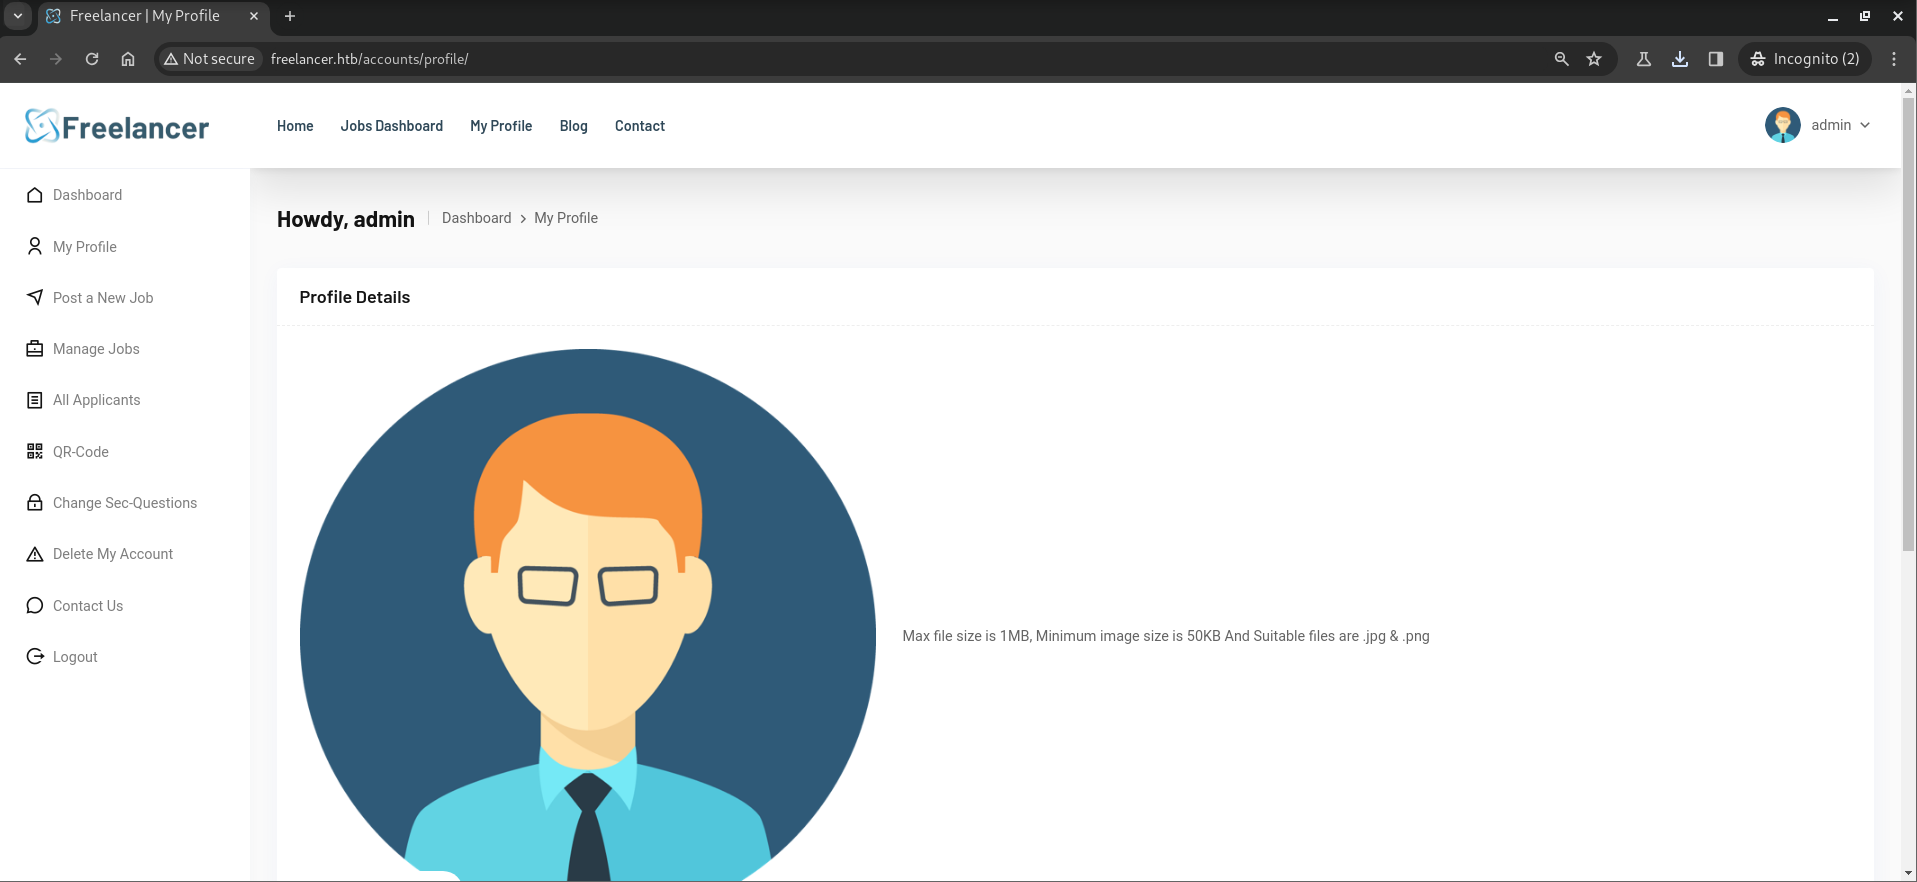 Freelancer | My Profile
Not secure
freelancer.htb/accounts/profile/
Incognito (2)
Freelancer
Home
Jobs Dashboard
My Profile
Blog
Contact
admin
Dashboard
My Profile
Post a New Job
Manage Jobs
All Applicants
QR-Code
Change Sec-Questions
Delete My Account
Contact Us
Logout
Howdy, admin
Dashboard > My Profile
Profile Details
Max file size is 1MB, Minimum image size is 50KB And Suitable files are .jpg & .png